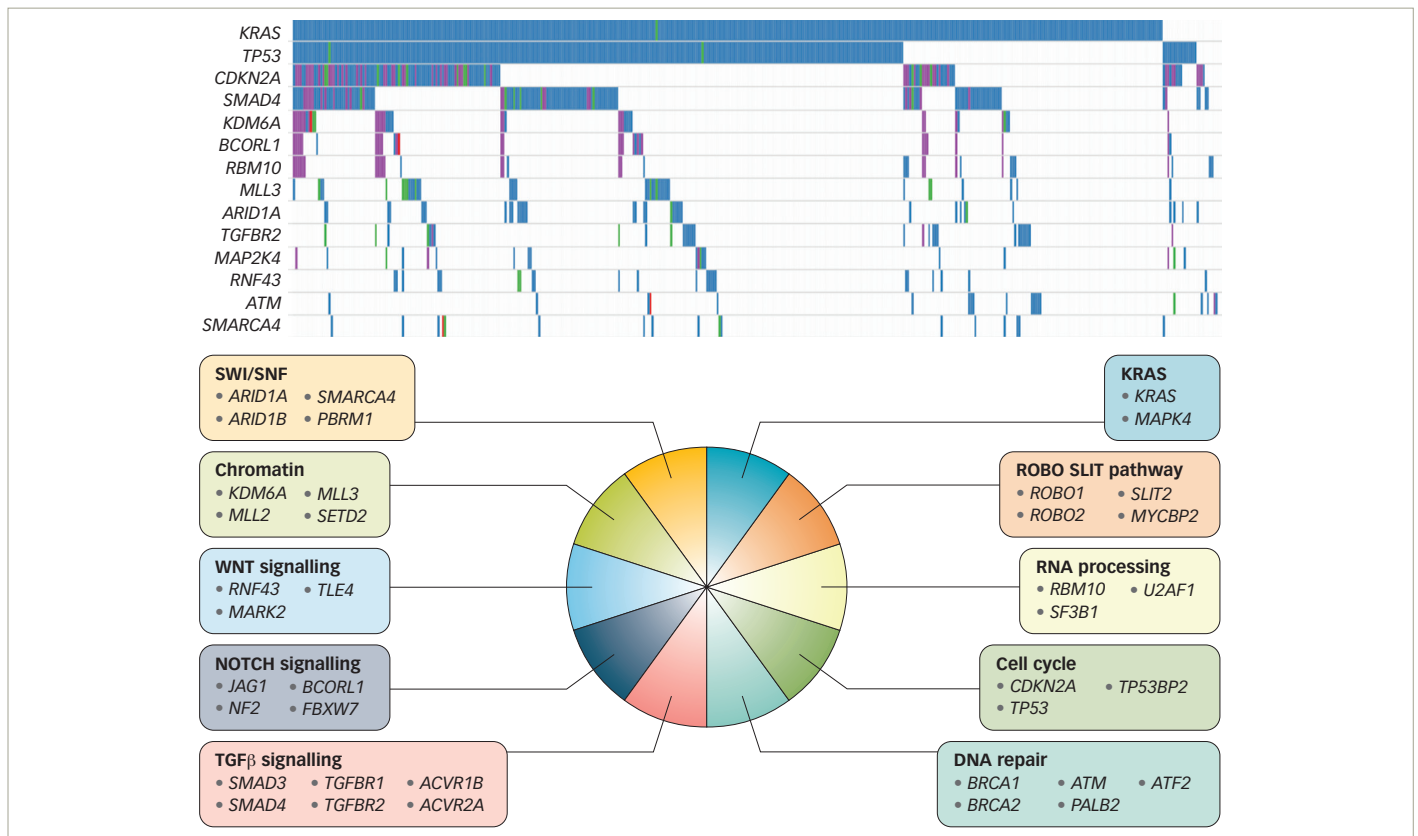 KRAS
TP53
CDKN2A
SMAD4
KDM6A
BCORL1
RBM10
MLL3
ARID1A
TGFBR2
MAP2K4
RNF43
ATM
SMARCA4
SWI/SNF
• ARID1A • SMARCA4
• ARID1B • PBRM1
Chromatin
• KDM6A • MLL3
• MLL2 • SETD2
WNT signalling
• RNF43 • TLE4
• MARK2
NOTCH signalling
• JAG1 • BCORL1
• NF2 • FBXW7
TGFβ signalling
• SMAD3 • TGFBR1 • ACVR1B
• SMAD4 • TGFBR2 • ACVR2A
KRAS
• KRAS
• MAPK4
ROBO SLIT pathway
• ROBO1 • SLIT2
• ROBO2 • MYCBP2
RNA processing
• RBM10 • U2AF1
• SF3B1
Cell cycle
• CDKN2A • TP53BP2
• TP53
DNA repair
• BRCA1 • ATM • ATF2
• BRCA2 • PALB2